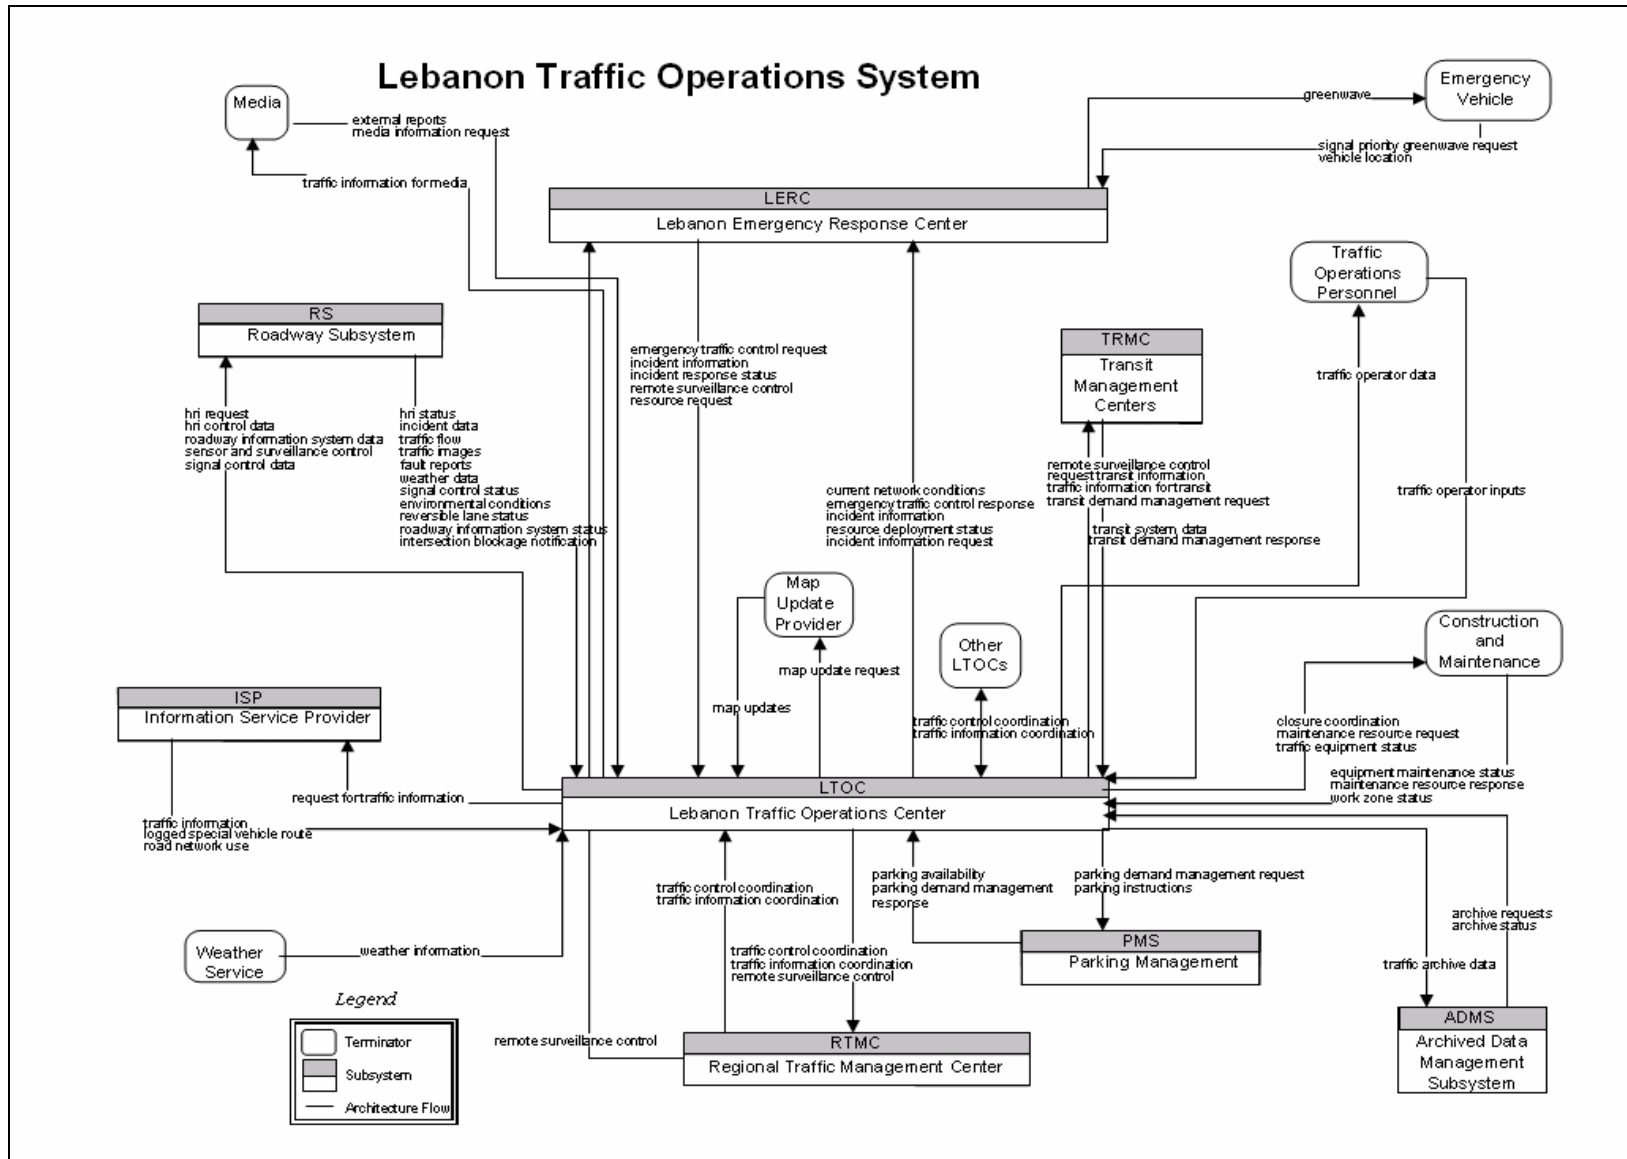 Lebanon Traffic Operations System
Media
external reports
media information request
traffic information for media
greenwave
Emergency
Vehicle
signal priority greenwave request
vehicle location
LERC
Lebanon Emergency Response Center
Traffic
Operations
Personnel
RS
Roadway Subsystem
TRMC
Transit
Management
Centers
emergency traffic control request
incident information
incident response status
remote surveillance control
resource request
traffic operator data
hri request
hri control data
roadway information system data
sensor and surveillance control
signal control data
hri status
incident data
traffic flow
traffic images
fault reports
weather data
signal control status
environmental conditions
reversible lane status
roadway information system status
intersection blockage notification
current network conditions
emergency traffic control response
incident information
resource deployment status
incident information request
remote surveillance control
request transit information
traffic information for transit
transit demand management request
transit system data
transit demand management response
traffic operator inputs
Map
Update
Provider
map update request
map updates
Other
LTOCs
traffic control coordination
traffic information coordination
Construction
and
Maintenance
closure coordination
maintenance resource request
traffic equipment status
equipment maintenance status
maintenance resource response
work zone status
ISP
Information Service Provider
request for traffic information
traffic information
logged special vehicle route
road network use
LTOC
Lebanon Traffic Operations Center
traffic control coordination
traffic information coordination
parking availability
parking demand management
response
parking demand management request
parking instructions
archive requests
archive status
Weather
Service
weather information
traffic control coordination
traffic information coordination
remote surveillance control
PMS
Parking Management
traffic archive data
Legend
Terminator
Subsystem
Architecture Flow
remote surveillance control
RTMC
Regional Traffic Management Center
ADMS
Archived Data
Management
Subsystem